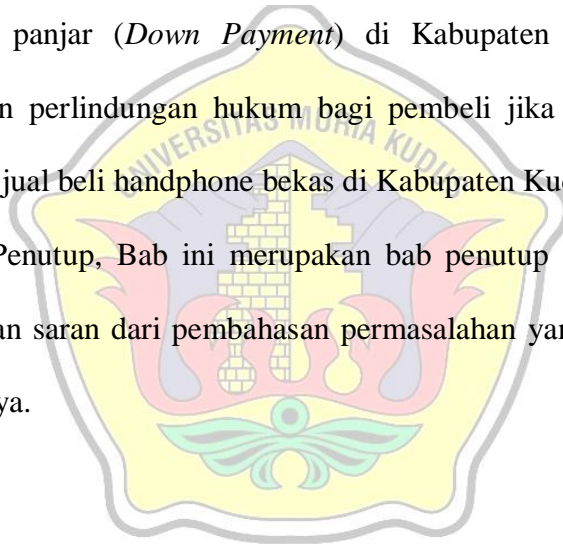 panjar (Down Payment) di Kabupaten
n perlindungan hukum bagi pembeli jika
jual beli handphone bekas di Kabupaten Ku
Penutup, Bab ini merupakan bab penutup
an saran dari pembahasan permasalahan ya
ya.
UNIVERSITAS MURIA KUDUS